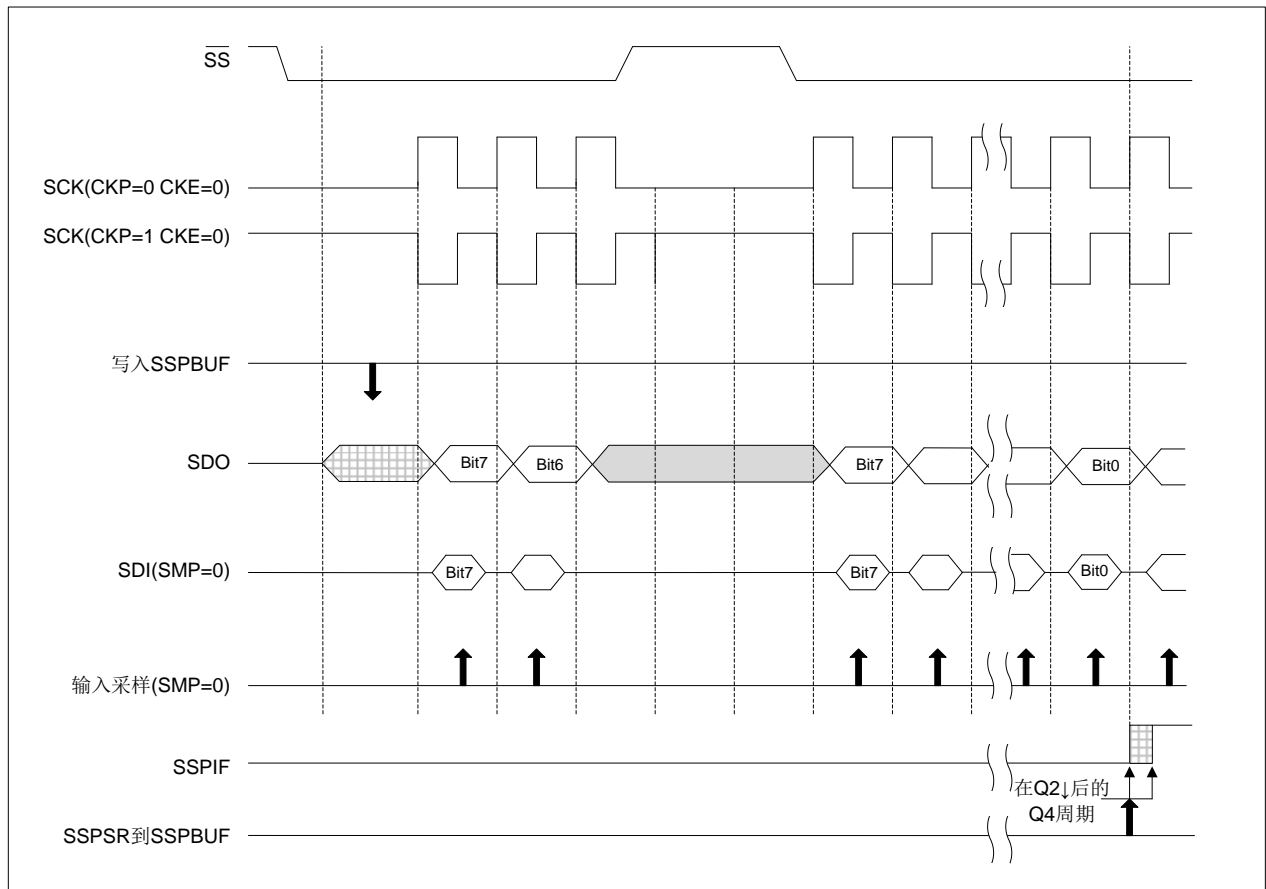 SS
SCK(CKP=0 CKE=0)
SCK(CKP=1 CKE=0)
写入SSPBUF
SDO
Bit7
Bit6
Bit7
Bit0
SDI(SMP=0)
Bit7
Bit7
Bit0
输入采样(SMP=0)
SSPIF
在Q2↓后的
Q4周期
SSPSR到SSPBUF